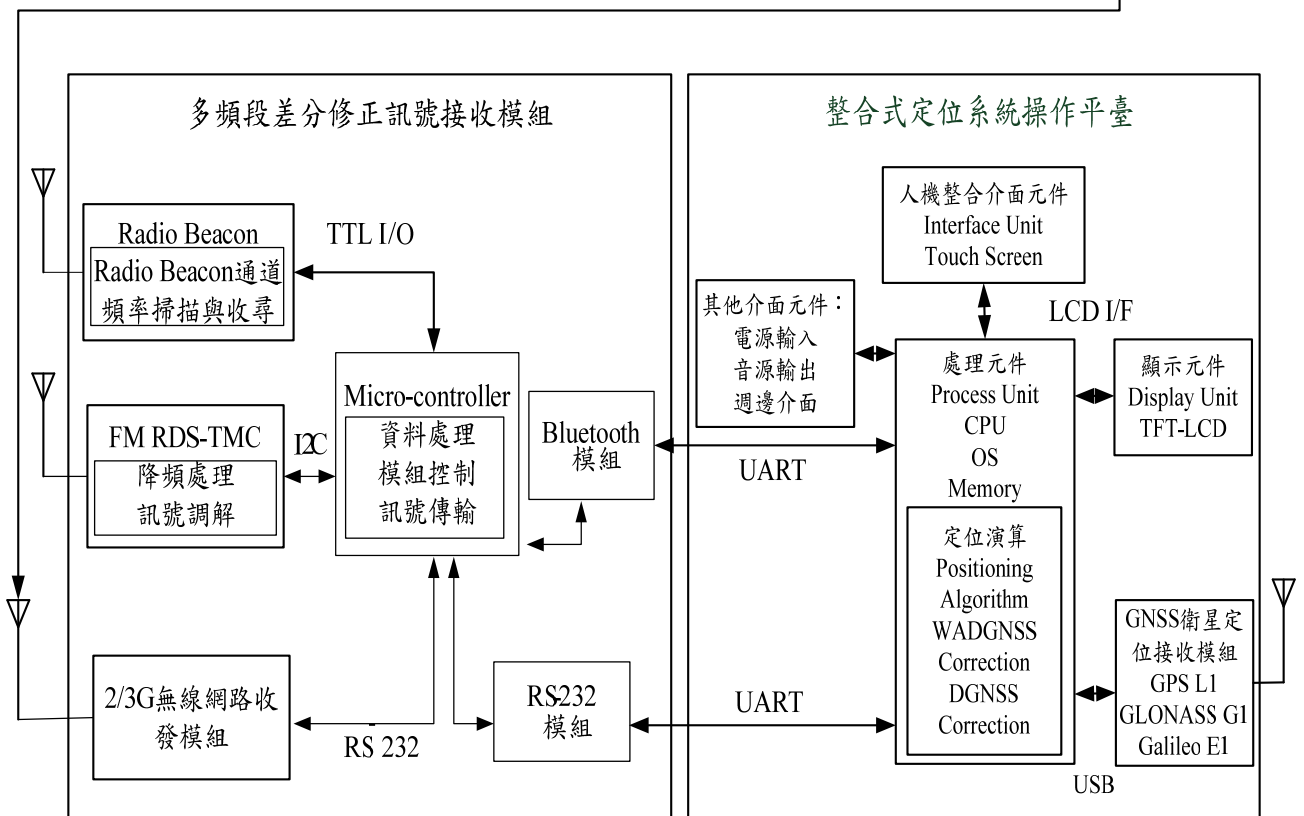 多頻段差分修正訊號接收模組
Radio Beacon
Radio Beacon通道
頻率掃描與收尋
TTL I/O
FM RDS-TMC
降頻處理
訊號調解
I2C
Micro-controller
資料處理
模組控制
訊號傳輸
Bluetooth
模組
2/3G無線網路收
發模組
RS 232
RS-232
模組
UART
UART
整合式定位系統操作平臺
人機整合介面元件
Interface Unit
Touch Screen
其他介面元件：
電源輸入
音源輸出
週邊介面
LCD I/F
處理元件
Process Unit
CPU
OS
Memory
定位演算
Positioning
Algorithm
WADGNSS
Correction
DGNSS
Correction
顯示元件
Display Unit
TFT-LCD
GNSS衛星定
位接收模組
GPS L1
GLONASS G1
Galileo E1
USB